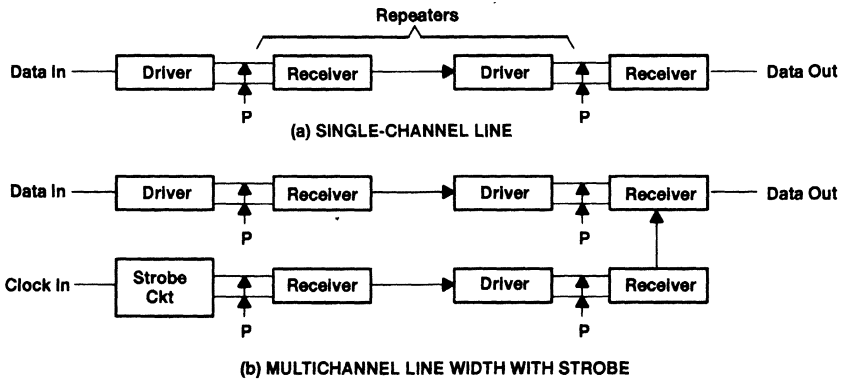 Repeaters
Data In Driver Receiver Driver Receiver Data Out
P P
(a) SINGLE-CHANNEL LINE
Data In Driver Receiver Driver Receiver Data Out
P P
Clock In Strobe Ckt Receiver Driver Receiver
P P
(b) MULTICHANNEL LINE WIDTH WITH STROBE